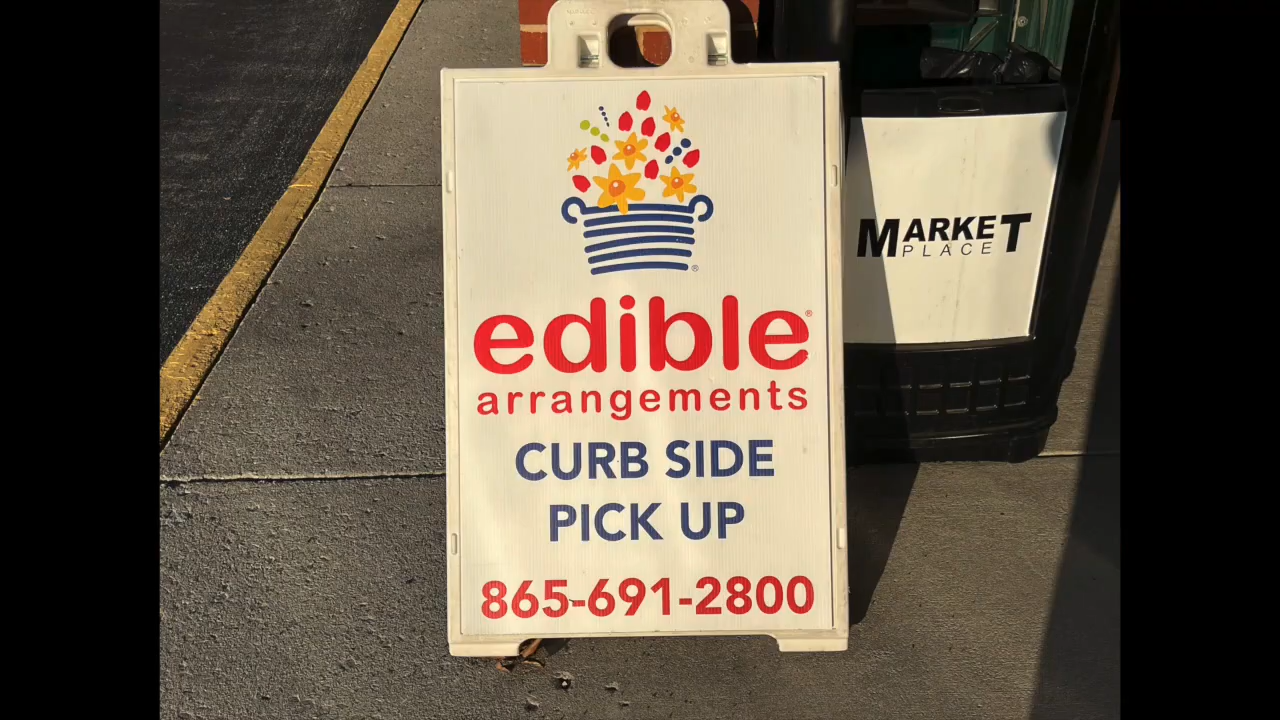 edible®
arrangements
CURB SIDE
PICK UP
865-691-2800
MARKET
PLACE